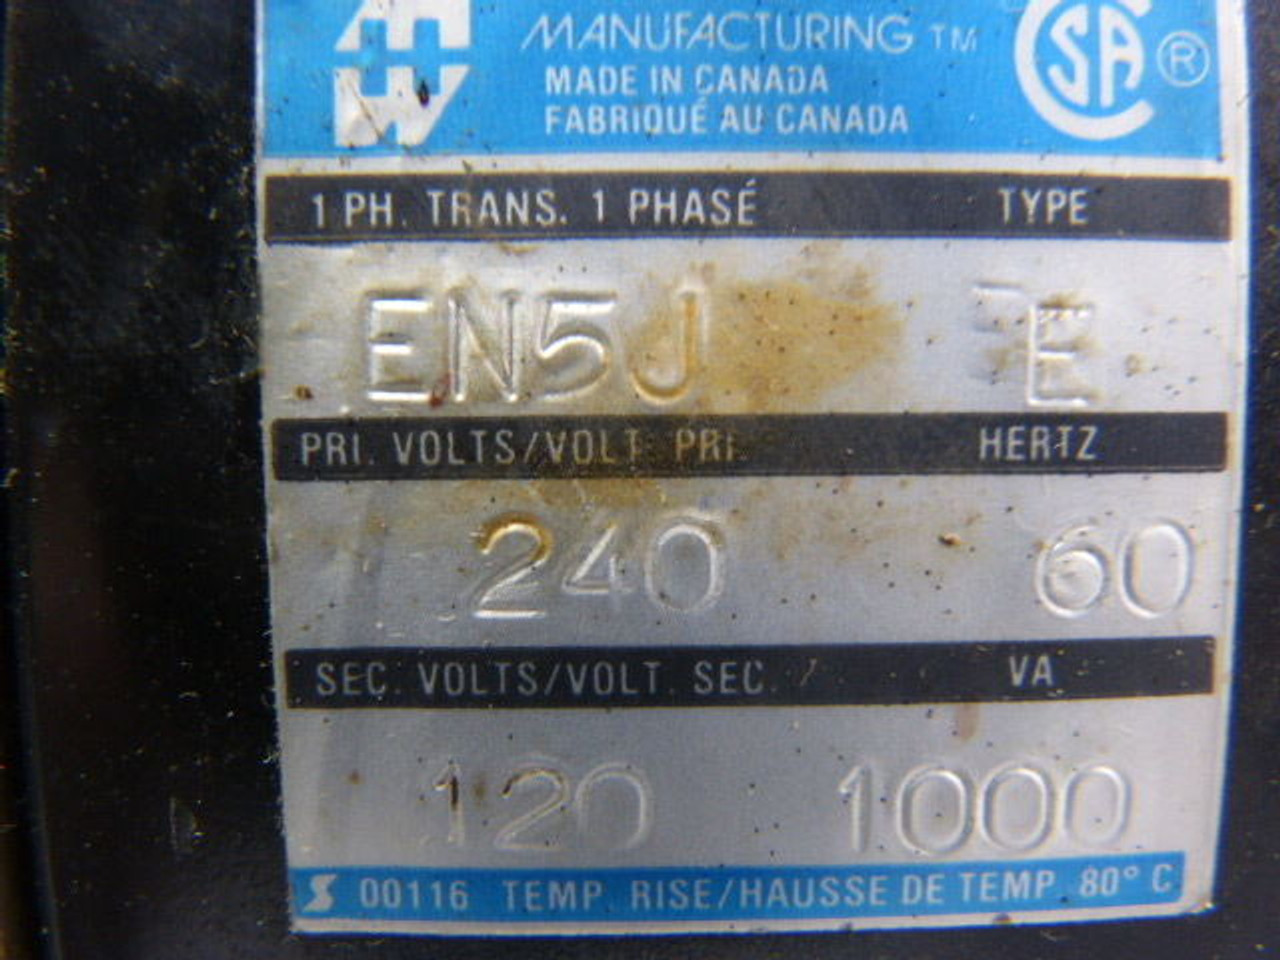 MANUFACTURING TM
MADE IN CANADA
FABRIQUÉ AU CANADA
CSA ®
1 PH. TRANS. 1 PHASÉ TYPE
EN5J E
PRI. VOLTS/VOLT. PRI. HERTZ
240 60
SEC. VOLTS/VOLT. SEC. VA
120 1000
00116 TEMP. RISE/HAUSSE DE TEMP. 80° C